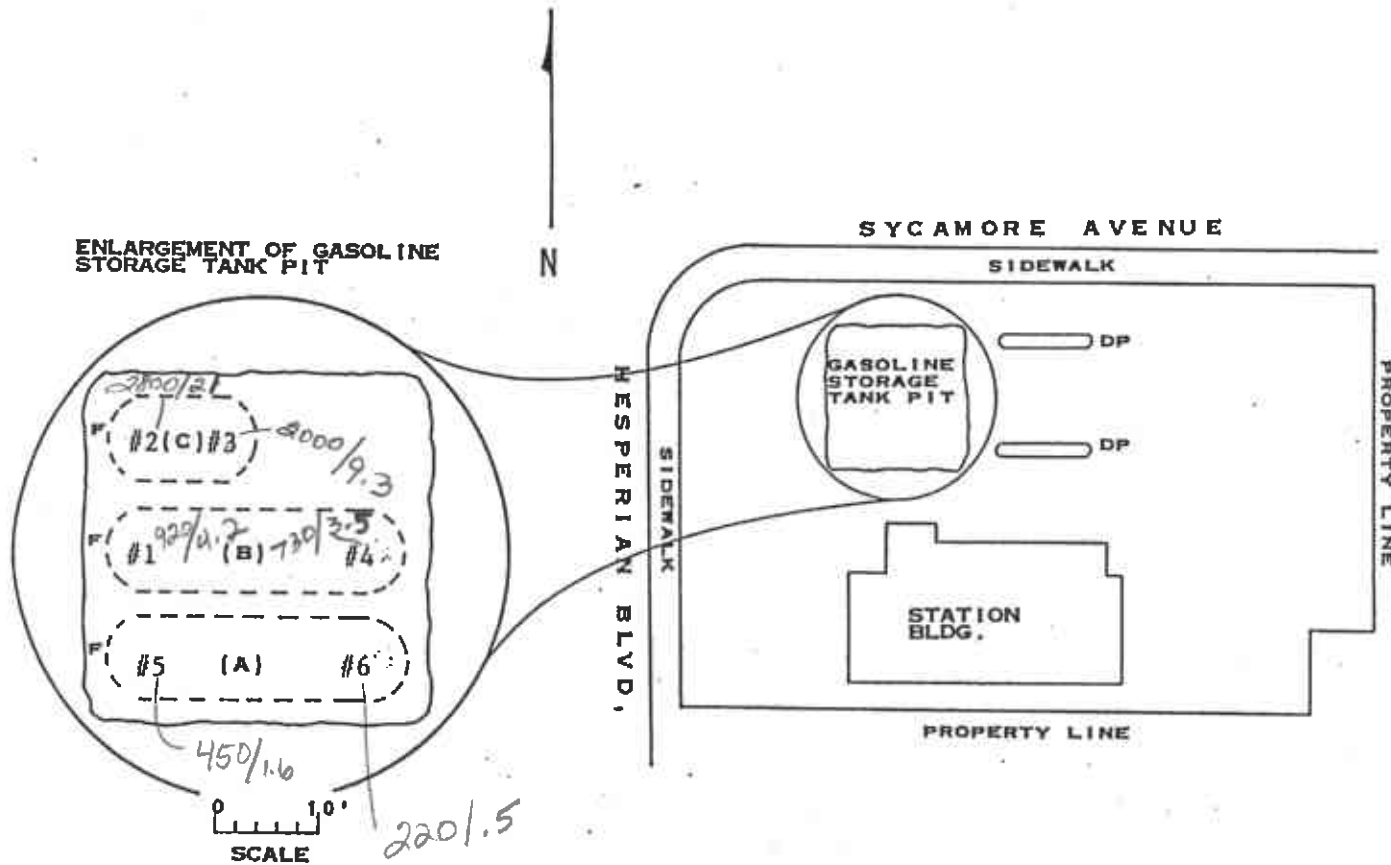 N
ENLARGEMENT OF GASOLINE
STORAGE TANK PIT
2800/21
F
#2(C)#3
2000/9.3
F
#1 920/4.2 (B) 730/3.5 #4
F
#5 (A) #6
450/1.6
220/.5
0 10'
SCALE
SYCAMORE AVENUE
SIDEWALK
HESPERIAN BLVD,
SIDEWALK
GASOLINE
STORAGE
TANK PIT
DP
DP
STATION
BLDG.
PROPERTY LINE
PROPERTY LINE